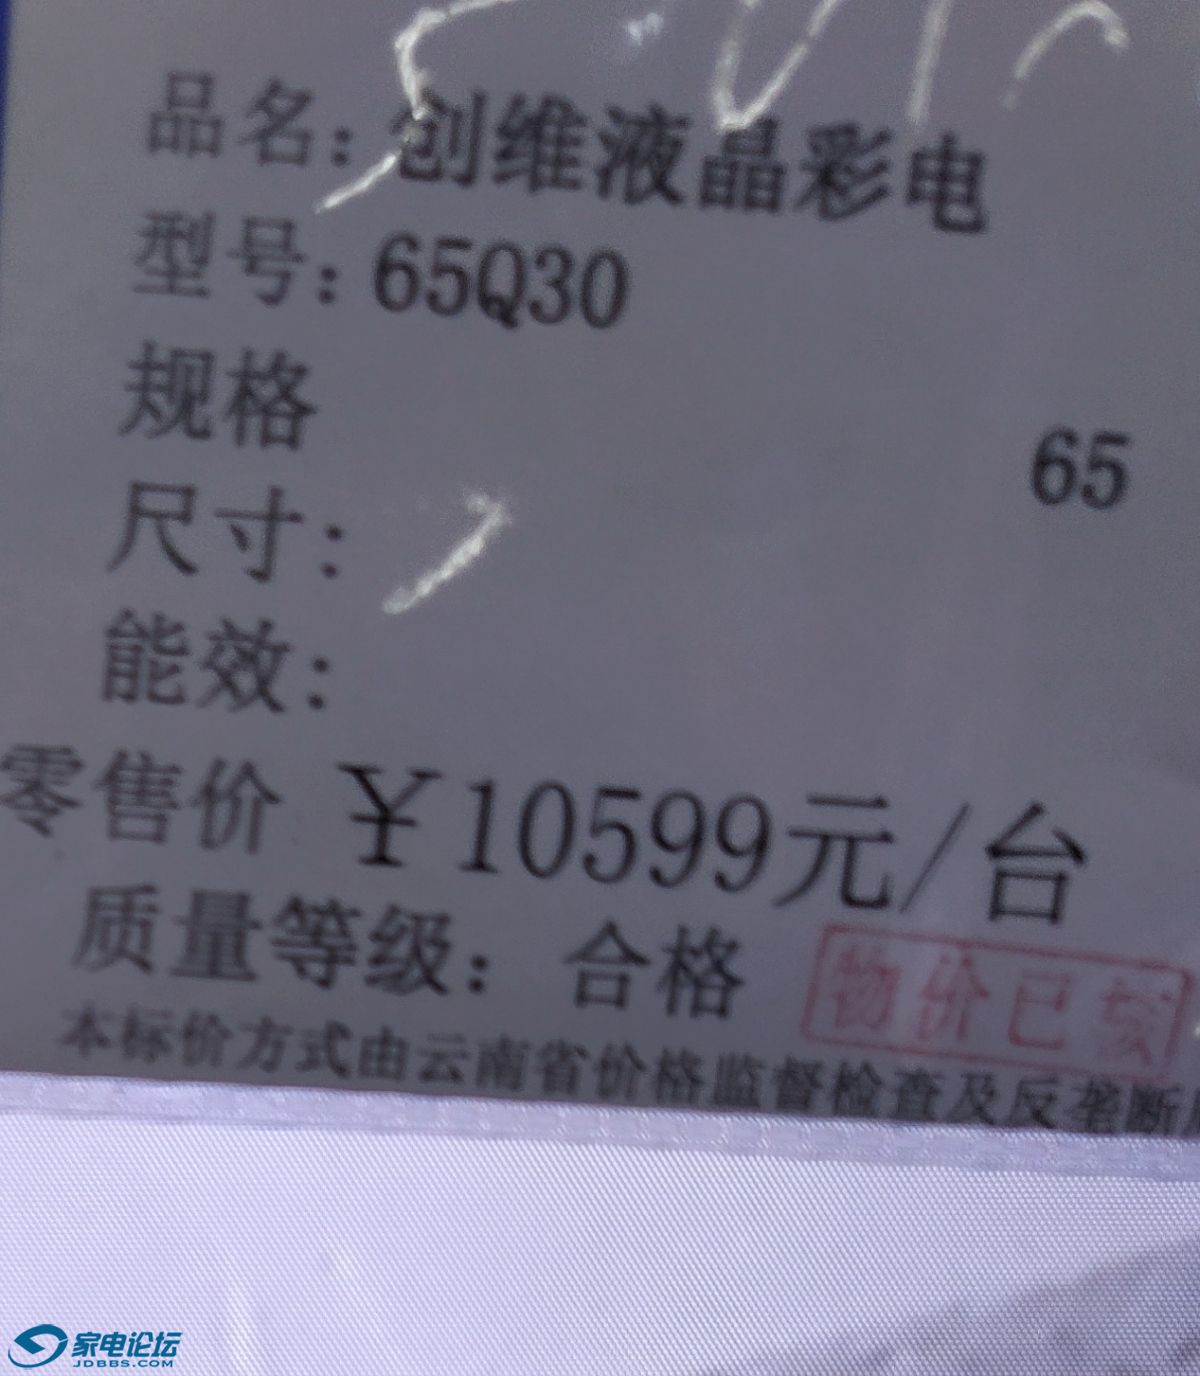 品名：创维液晶彩电
型号：65Q30
规格
65
尺寸：
能效：
零售价 ￥10599元/台
质量等级：合格
物价已核
本标价方式由云南省价格监督检查及反垄断
家电论坛
JDBBS.COM